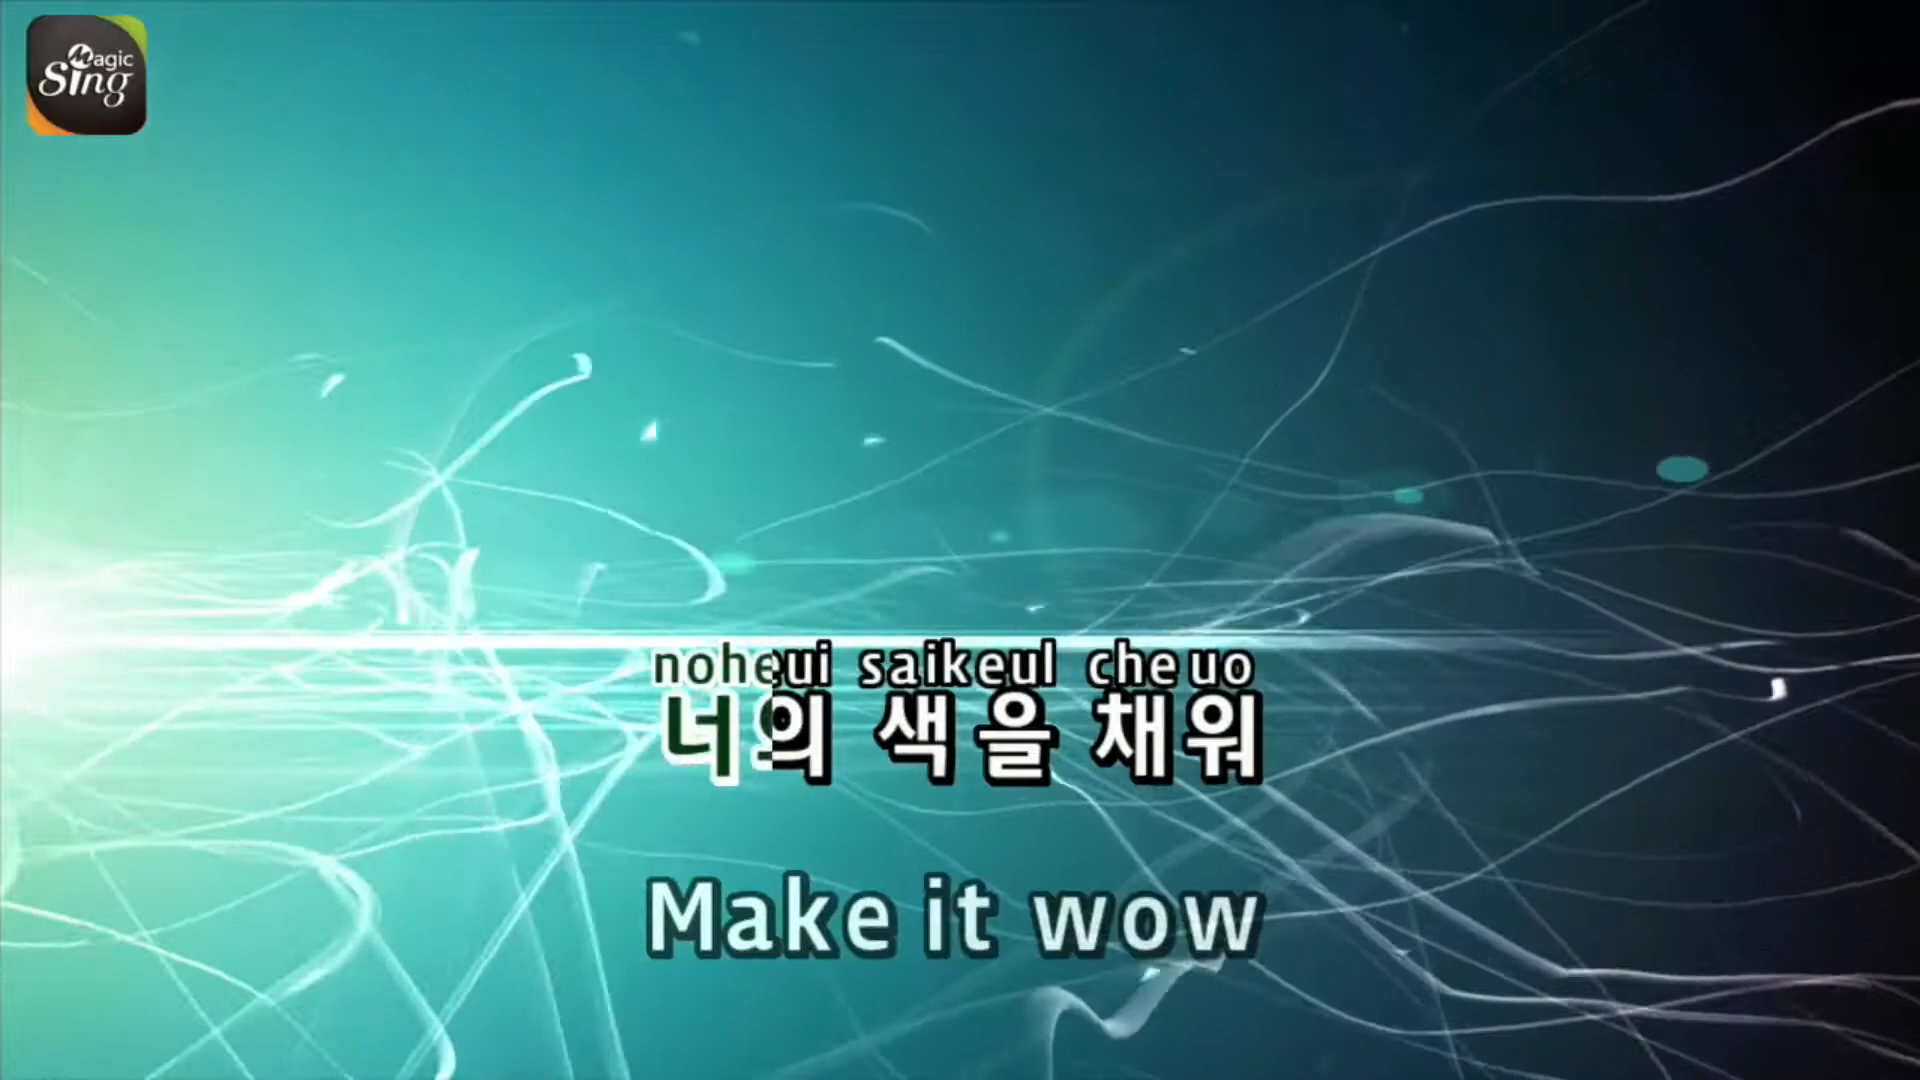 Magic
Sing
noheui saikeul cheuo
너의 색을 채워
Make it wow